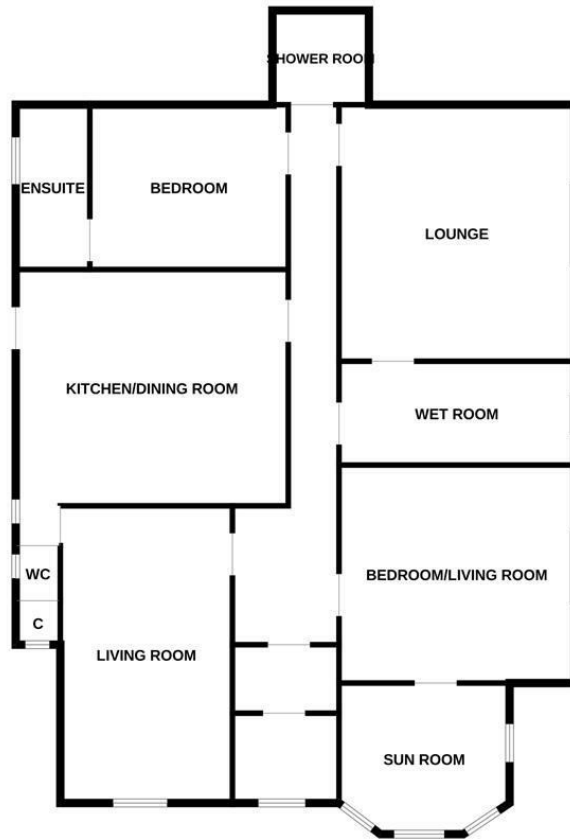 SHOWER ROOM
ENSUITE
BEDROOM
LOUNGE
KITCHEN/DINING ROOM
WET ROOM
WC
BEDROOM/LIVING ROOM
C
LIVING ROOM
SUN ROOM